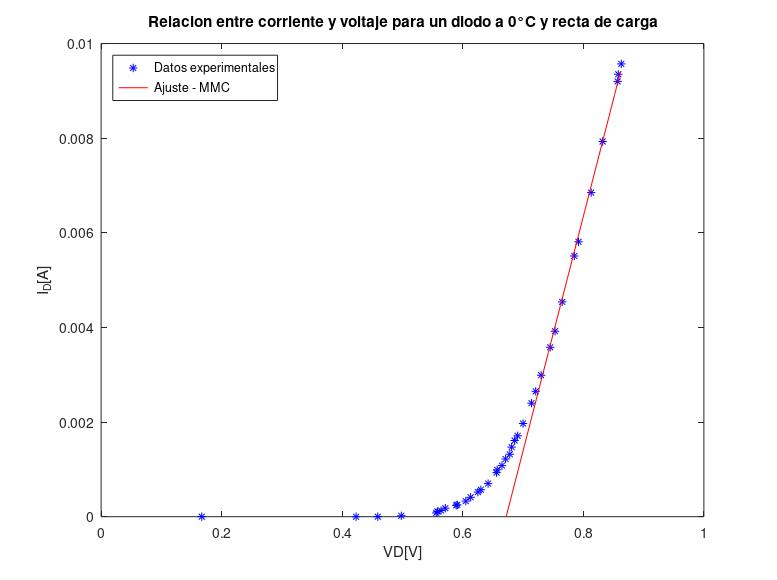 Relacion entre corriente y voltaje para un diodo a 0°C y recta de carga
Datos experimentales
Ajuste - MMC
0.01
0.008
0.006
0.004
0.002
0
I_D[A]
0 0.2 0.4 0.6 0.8 1
VD[V]